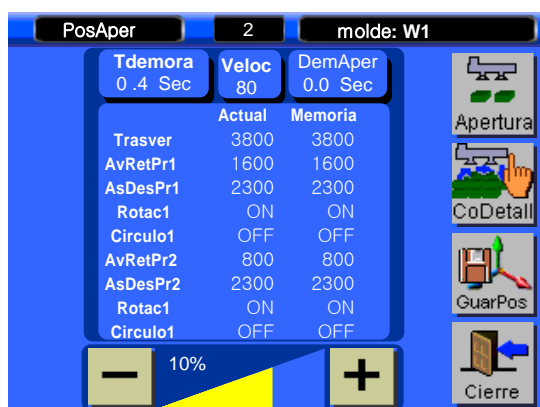 PosAper 2 molde: W1
Tdemora Veloc DemAper
0 .4 Sec 80 0.0 Sec
Actual Memoria
Trasver 3800 3800
AvRetPr1 1600 1600
AsDesPr1 2300 2300
Rotac1 ON ON
Circulo1 OFF OFF
AvRetPr2 800 800
AsDesPr2 2300 2300
Rotac1 ON ON
Circulo1 OFF OFF
10%
Apertura
CoDetall
GuarPos
Cierre